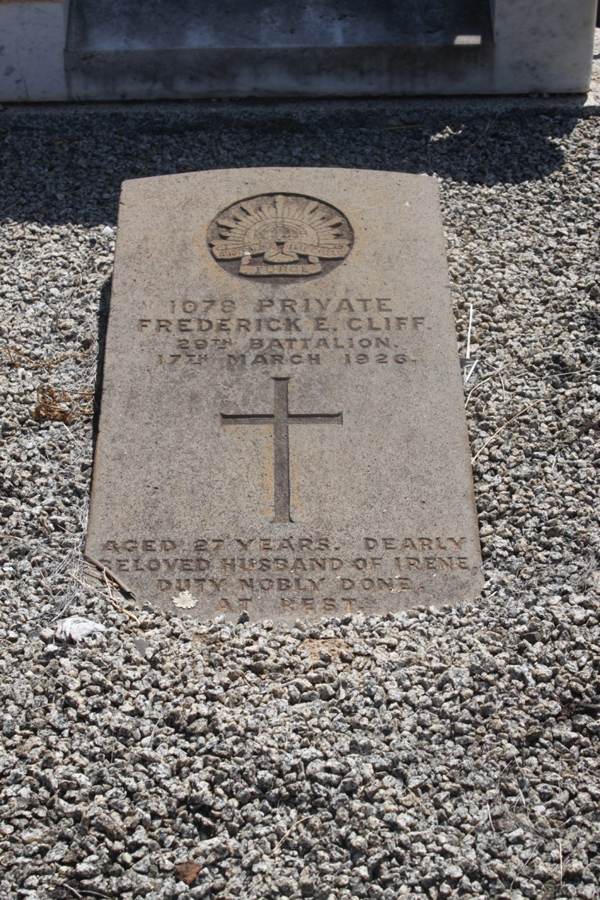 FORCE
1078 PRIVATE
FREDERICK E. CLIFF.
29TH BATTALION.
17TH MARCH 1926.
AGED 27 YEARS. DEARLY
BELOVED HUSBAND OF IRENE.
DUTY NOBLY DONE.
AT REST